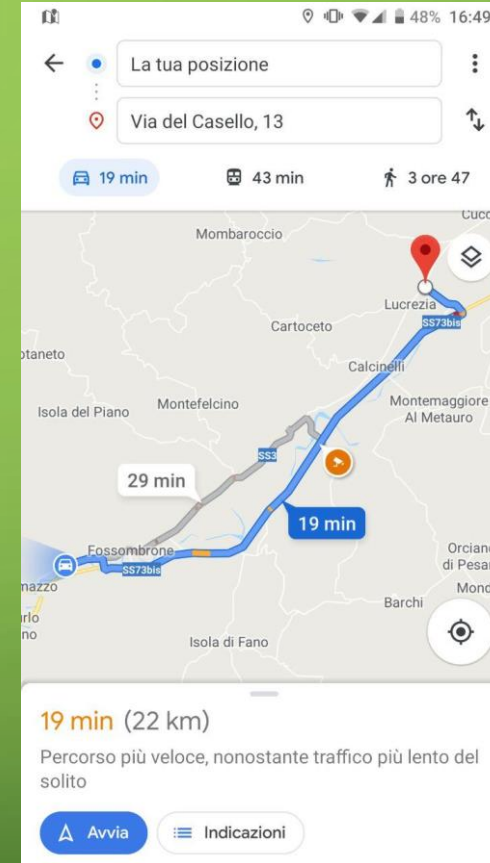 48% 16:49
La tua posizione
Via del Casello, 13
19 min
43 min
3 ore 47
Mombaroccio
Lucrezia
SS73bis
Cartoceto
Calcinelli
Isola del Piano
Montefelcino
Montemaggiore
Al Metauro
SS3
29 min
19 min
Fossombrone
SS73bis
Barchi
Isola di Fano
19 min (22 km)
Percorso più veloce, nonostante traffico più lento del
solito
Avvia
Indicazioni